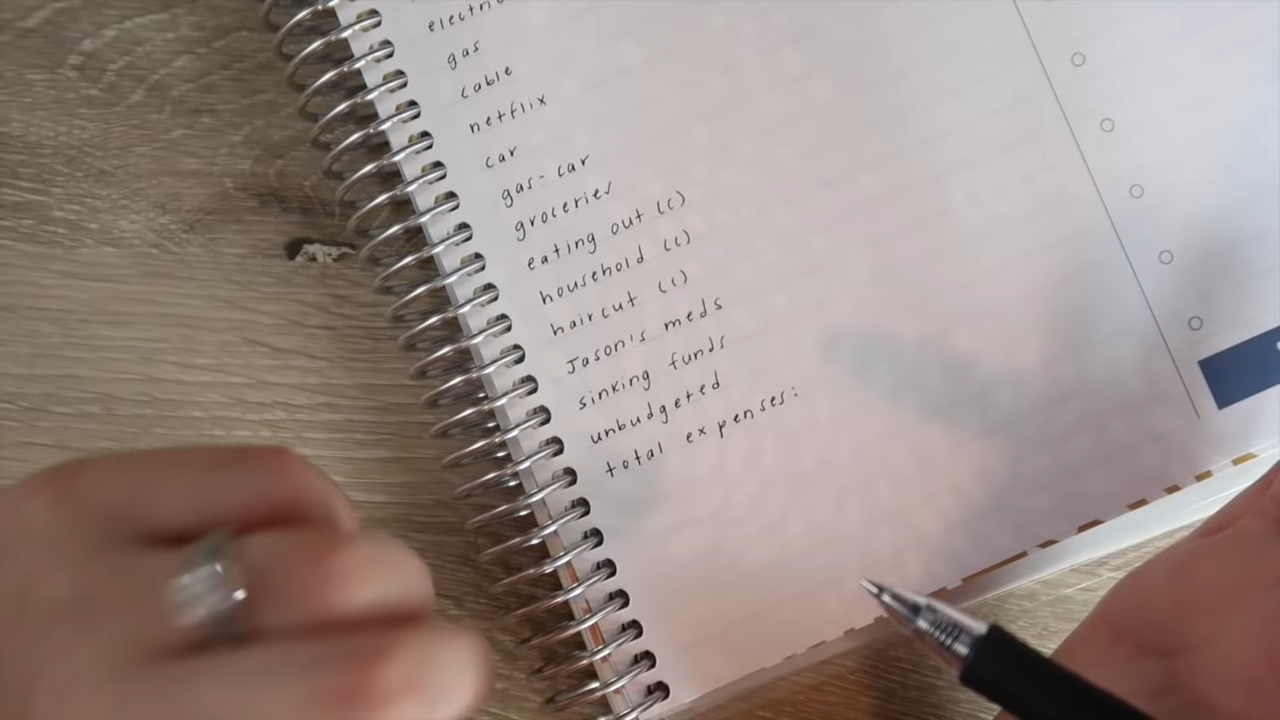 gas
cable
netflix
car
gas- car
groceries
eating out (c)
household (c)
haircut (c)
Jason's meds
sinking funds
unbudgeted
total expenses: